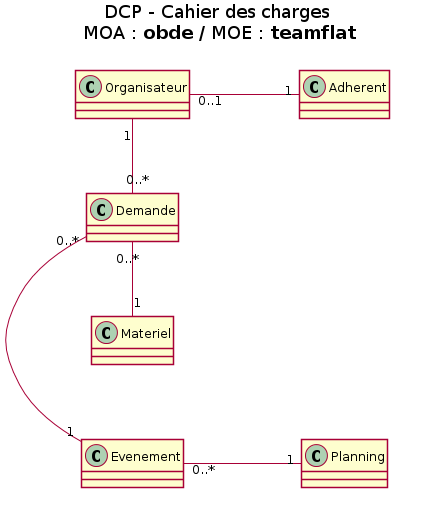 DCP - Cahier des charges
MOA : obde / MOE : teamflat
C Organisateur
0..1
1
C Adherent
1
0..*
C Demande
0..*
0..*
1
C Materiel
1
C Evenement
0..*
1
C Planning